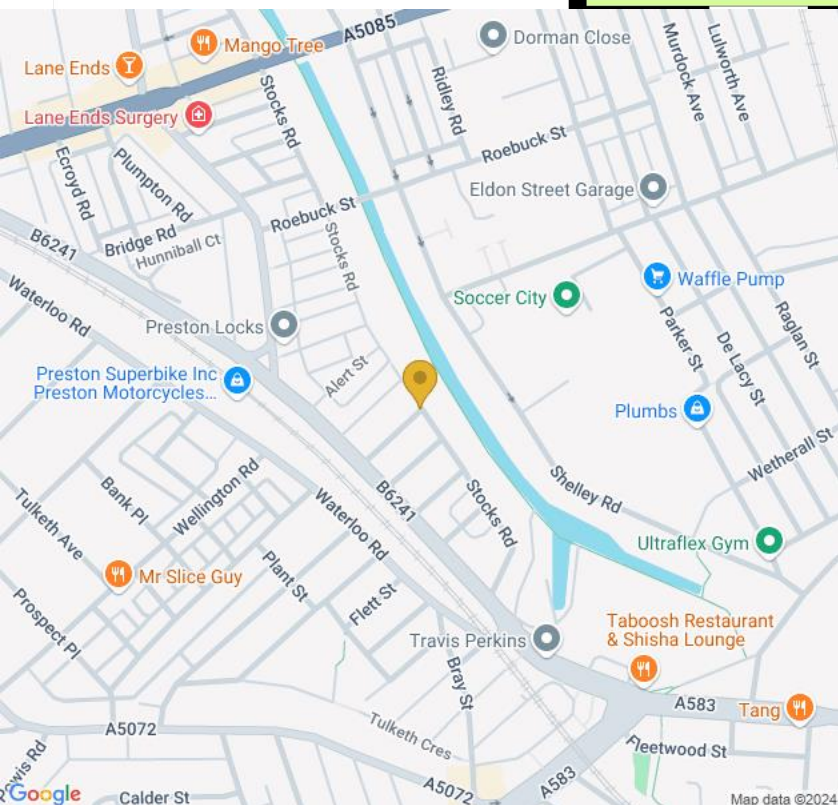 A5085
Mango Tree
Dorman Close
Lane Ends
Murdock Ave
Lulworth Ave
Stocks Rd
Ridley Rd
Lane Ends Surgery
Ecroyd Rd
Plumpton Rd
Roebuck St
Eldon Street Garage
Roebuck St
Bridge Rd
Hunniball Ct
B6241
Stocks Rd
Waterloo Rd
Soccer City
Waffle Pump
Preston Locks
Parker St
De Lacy St
Raglan St
Preston Superbike Inc
Preston Motorcycles...
Alert St
Plumbs
Wetherall St
Bank Pl
Wellington Rd
B6241
Stocks Rd
Shelley Rd
Tulketh Ave
Waterloo Rd
Ultraflex Gym
Mr Slice Guy
Plant St
Flett St
Prospect Pl
Taboosh Restaurant
& Shisha Lounge
Travis Perkins
Bray St
A583
Tang
A5072
Tulketh Cres
Fleetwood St
A583
A5072
Google
Calder St
Map data ©2024